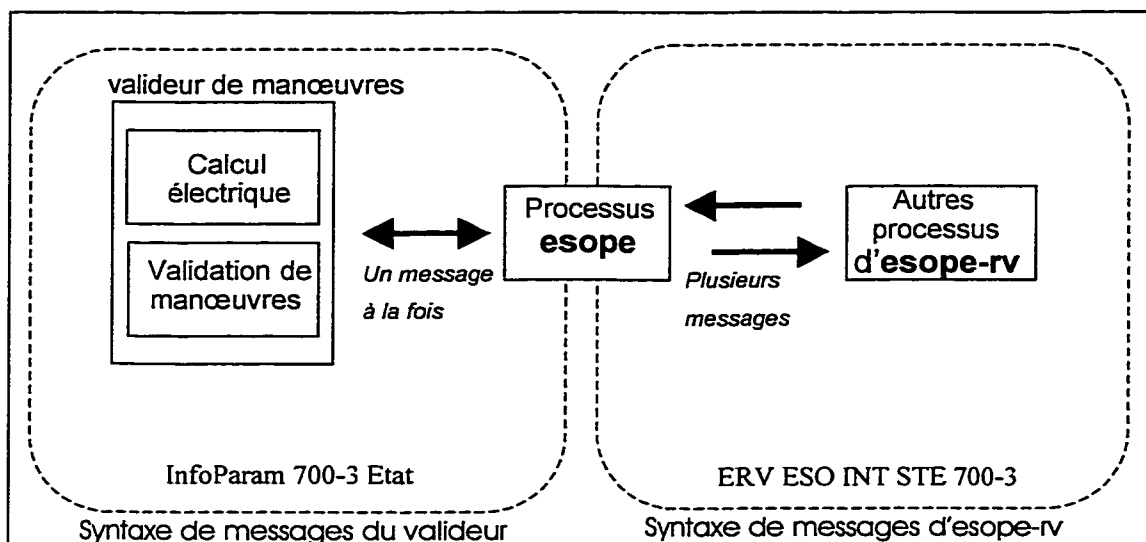 valideur de manœuvres
Calcul
électrique
Validation de
manœuvres
Un message
à la fois
Processus
esope
Plusieurs
messages
Autres
processus
d'esope-rv
InfoParam 700-3 Etat
ERV ESO INT STE 700-3
Syntaxe de messages du valideur
Syntaxe de messages d'esope-rv